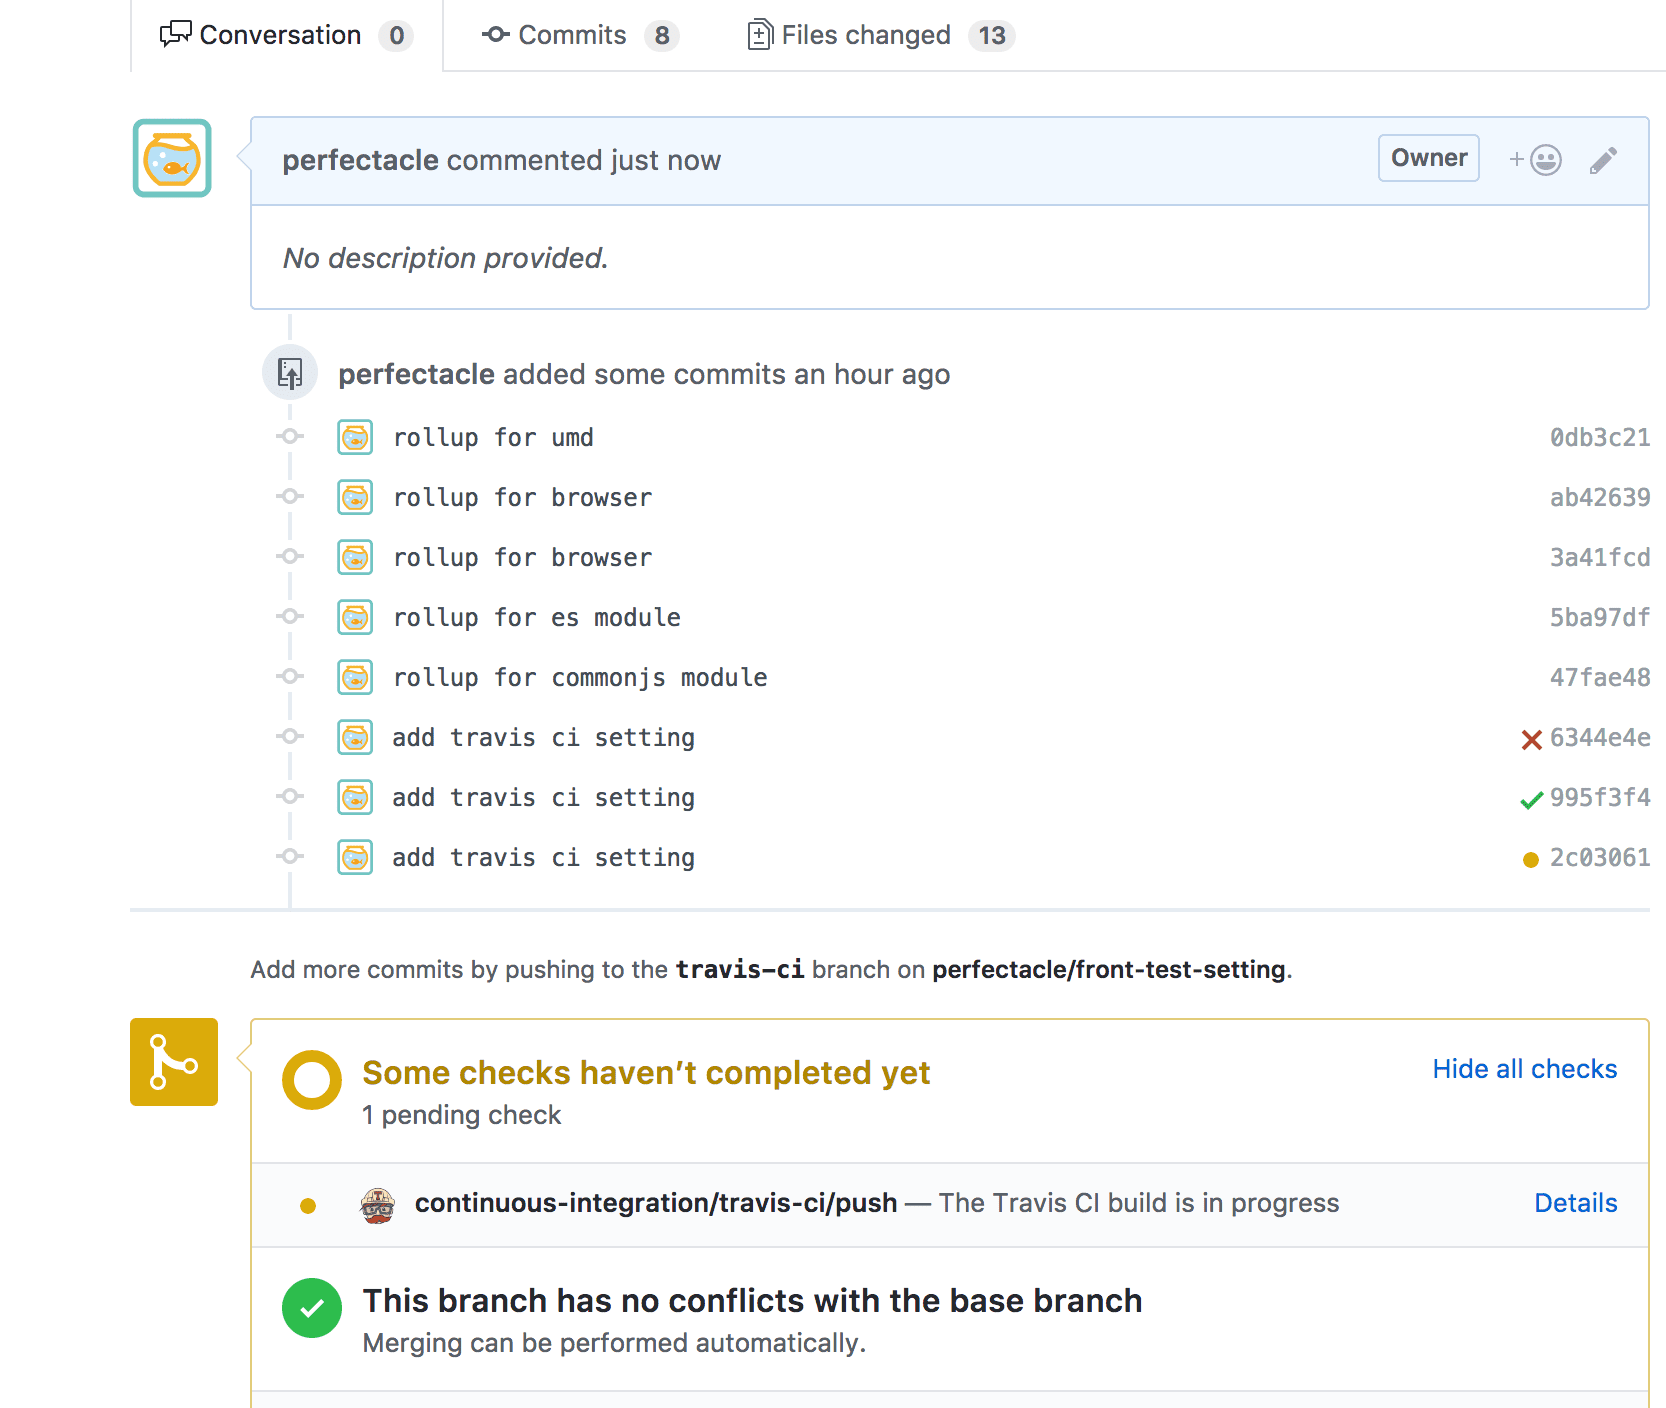 Conversation 0 Commits 8 Files changed 13
perfectacle commented just now Owner
No description provided.
perfectacle added some commits an hour ago
rollup for umd 0db3c21
rollup for browser ab42639
rollup for browser 3a41fcd
rollup for es module 5ba97df
rollup for commonjs module 47fae48
add travis ci setting 6344e4e
add travis ci setting 995f3f4
add travis ci setting 2c03061
Add more commits by pushing to the travis-ci branch on perfectacle/front-test-setting.
Some checks haven’t completed yet Hide all checks
1 pending check
continuous-integration/travis-ci/push — The Travis CI build is in progress Details
This branch has no conflicts with the base branch
Merging can be performed automatically.